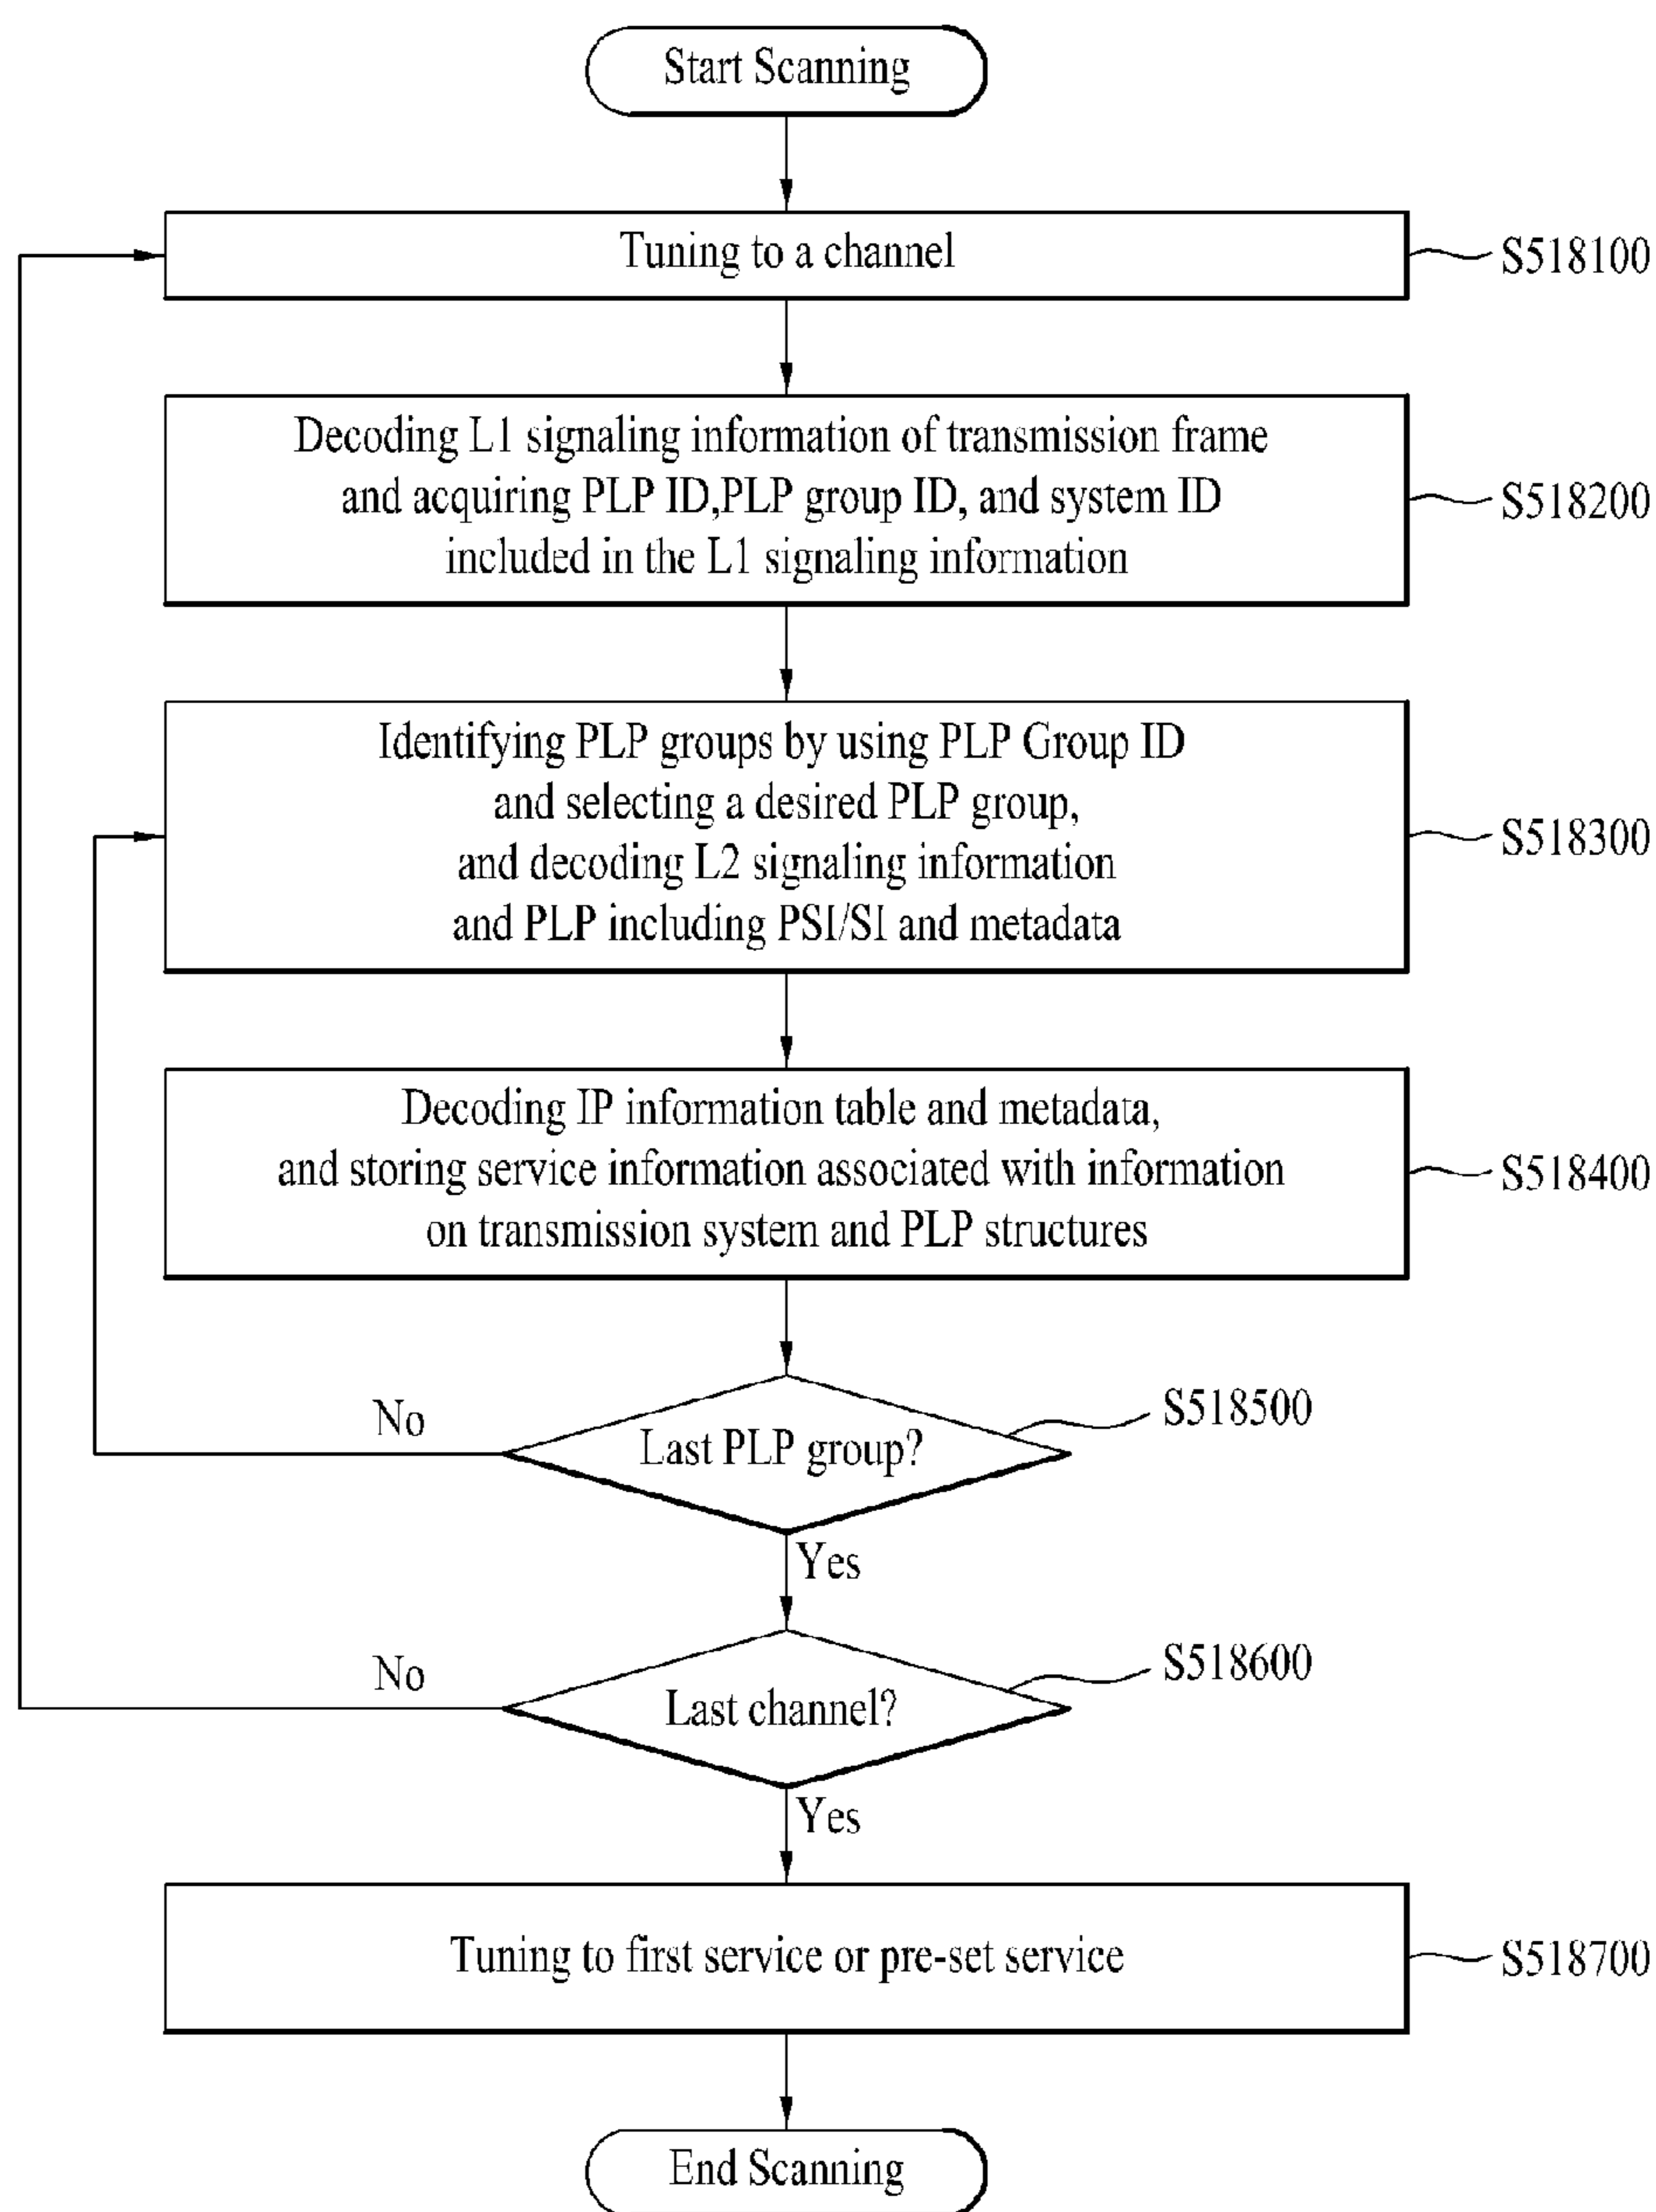 Start Scanning
Tuning to a channel
S518100
Decoding L1 signaling information of transmission frame
and acquiring PLP ID,PLP group ID, and system ID
included in the L1 signaling information
S518200
Identifying PLP groups by using PLP Group ID
and selecting a desired PLP group,
and decoding L2 signaling information
and PLP including PSI/SI and metadata
S518300
Decoding IP information table and metadata,
and storing service information associated with information
on transmission system and PLP structures
S518400
No
Last PLP group?
S518500
Yes
No
Last channel?
S518600
Yes
Tuning to first service or pre-set service
S518700
End Scanning